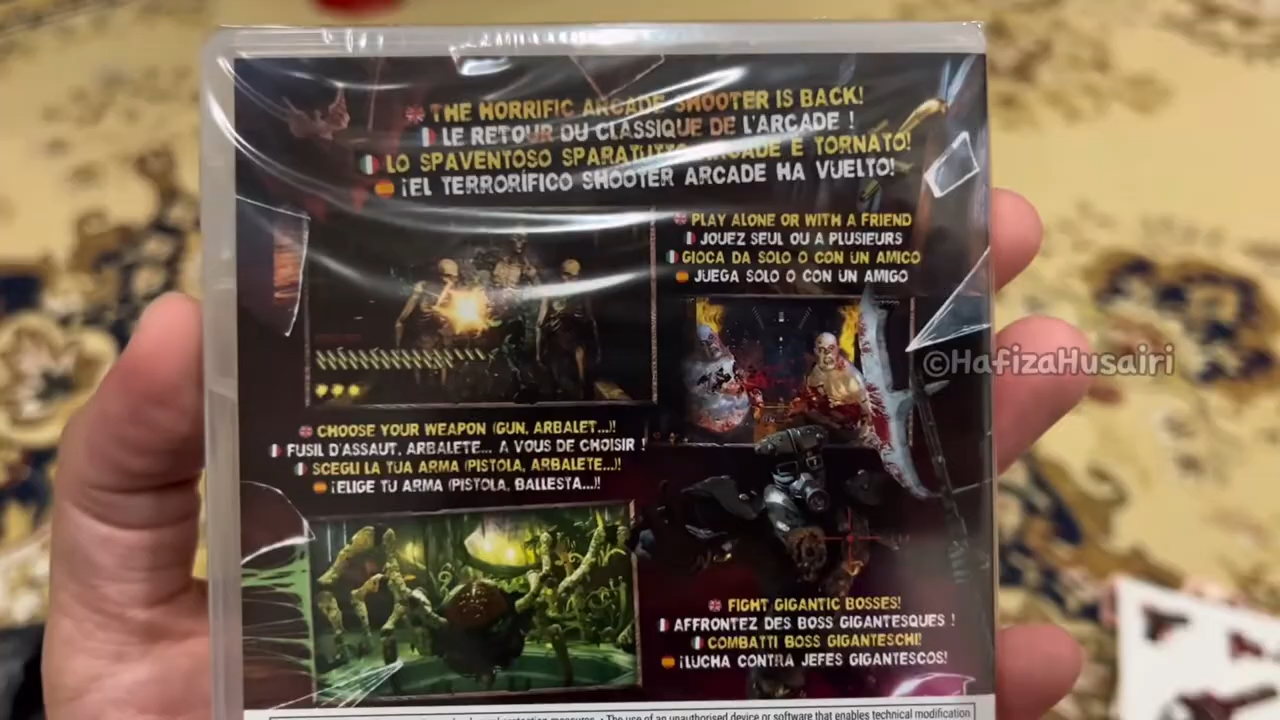 THE HORRIFIC ARCADE SHOOTER IS BACK!
LE RETOUR DU CLASSIQUE DE L'ARCADE !
LO SPAVENTOSO SPARATUTTO ARCADE È TORNATO!
¡EL TERRORÍFICO SHOOTER ARCADE HA VUELTO!
PLAY ALONE OR WITH A FRIEND
JOUEZ SEUL OU A PLUSIEURS
GIOCA DA SOLO O CON UN AMICO
JUEGA SOLO O CON UN AMIGO
©HafizaHusairi
CHOOSE YOUR WEAPON (GUN, ARBALET...)!
FUSIL D'ASSAUT, ARBALETE... A VOUS DE CHOISIR !
SCEGLI LA TUA ARMA (PISTOLA, ARBALETE...)!
¡ELIGE TU ARMA (PISTOLA, BALLESTA...)!
FIGHT GIGANTIC BOSSES!
AFFRONTEZ DES BOSS GIGANTESQUES !
COMBATTI BOSS GIGANTESCHI!
¡LUCHA CONTRA JEFES GIGANTESCOS!
protection measures. • The use of an unauthorised device or software that enables technical modification